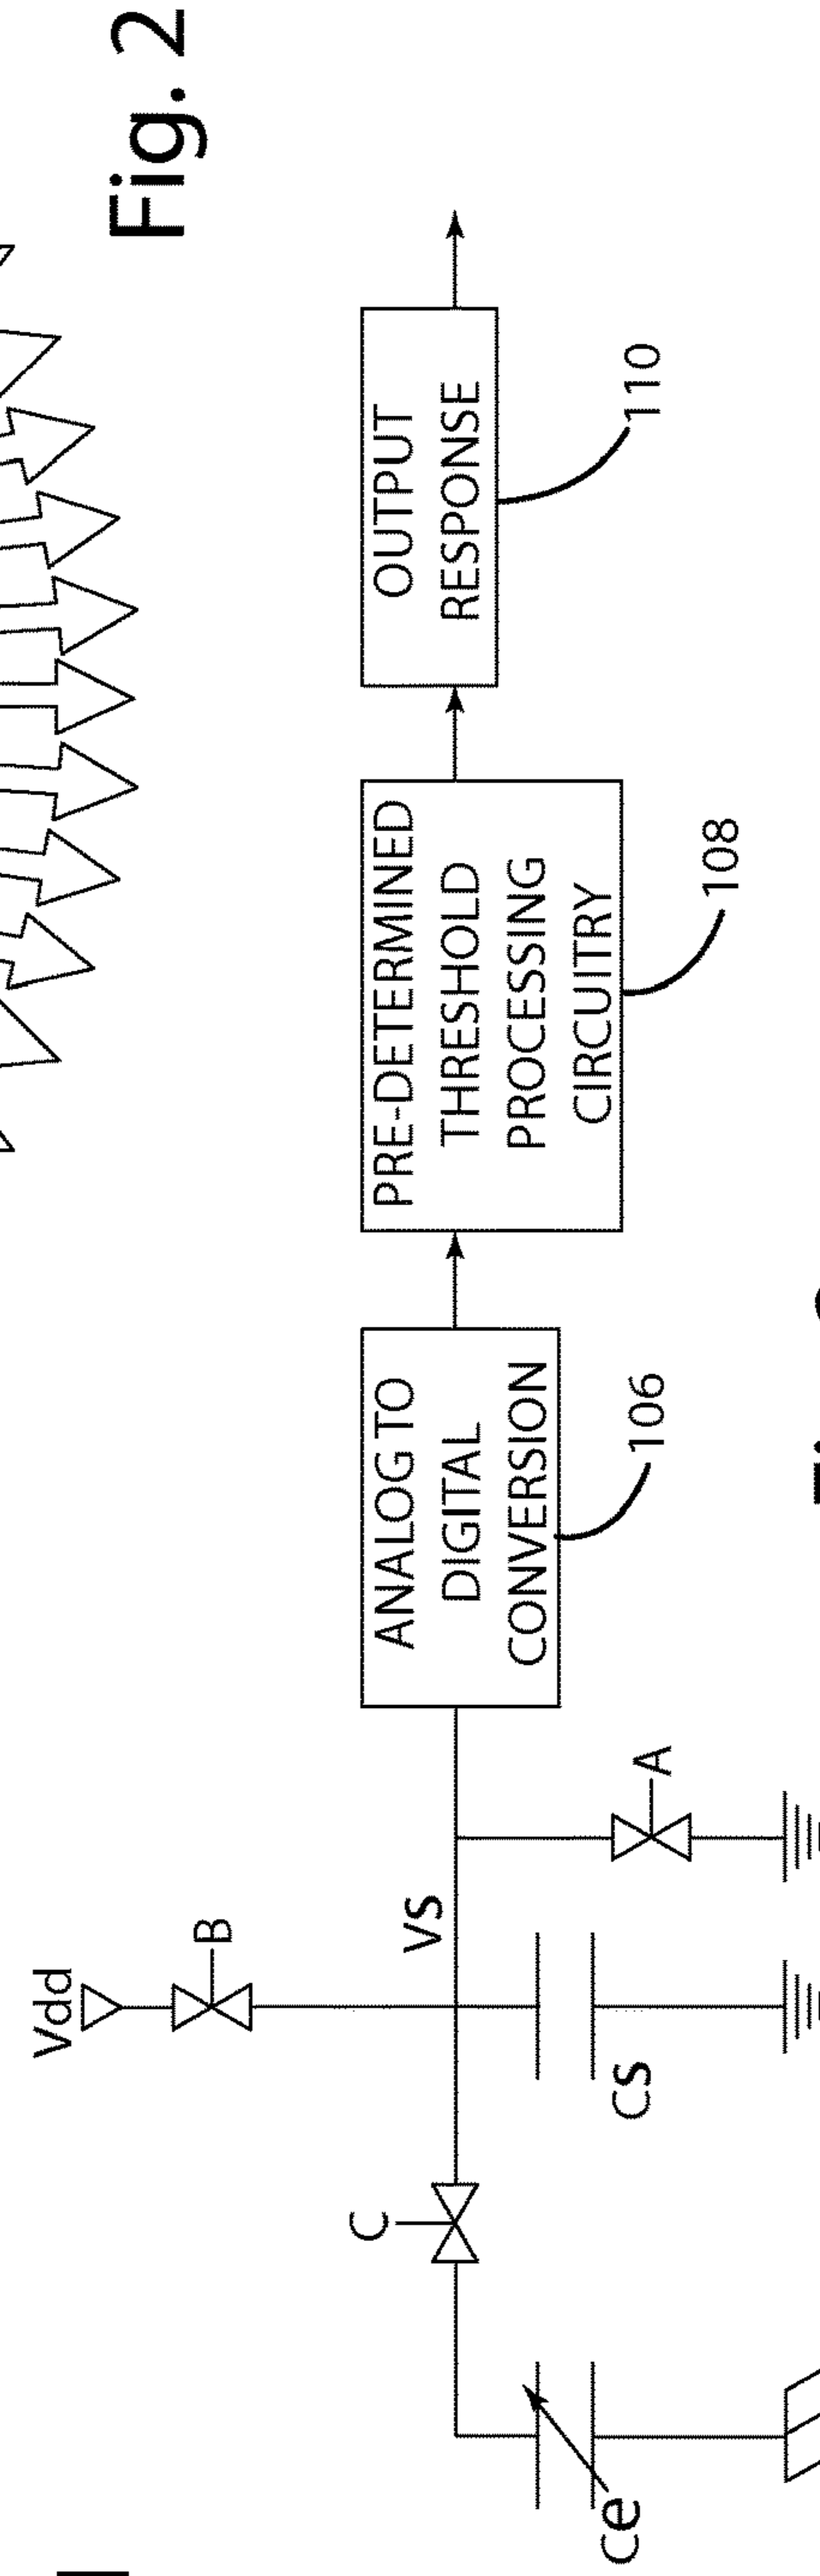 Fig. 2
Vdd
B
C
VS
CS
ce
A
ANALOG TO
DIGITAL
CONVERSION
106
PRE-DETERMINED
THRESHOLD
PROCESSING
CIRCUITRY
108
OUTPUT
RESPONSE
110